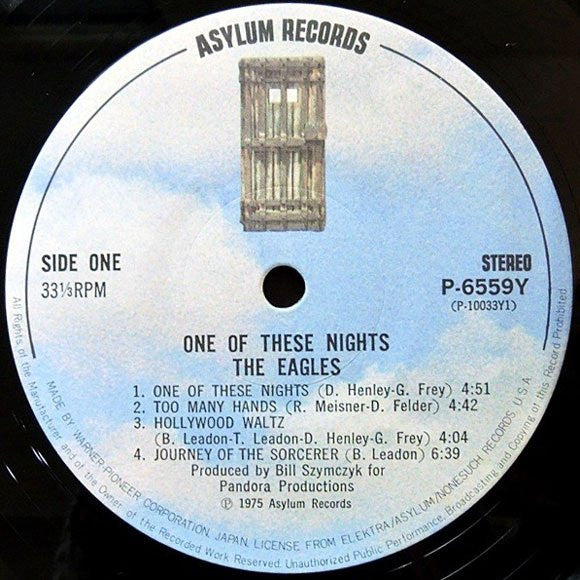 ASYLUM RECORDS
SIDE ONE
33⅓RPM
STEREO
P-6559Y
(P-10033Y1)
ONE OF THESE NIGHTS
THE EAGLES
1. ONE OF THESE NIGHTS (D. Henley-G. Frey) 4:51
2. TOO MANY HANDS (R. Meisner-D. Felder) 4:42
3. HOLLYWOOD WALTZ
(B. Leadon-T. Leadon-D. Henley-G. Frey) 4:04
4. JOURNEY OF THE SORCERER (B. Leadon) 6:39
Produced by Bill Szymczyk for
Pandora Productions
℗ 1975 Asylum Records
MADE BY WARNER-PIONEER CORPORATION, JAPAN, LICENSE FROM ELEKTRA/ASYLUM/NONESUCH RECORDS, U.S.A
All Rights of the Manufacturer and of the Owner of the Recorded Work Reserved. Unauthorized Public Performance, Broadcasting and Copying of this Record Prohibited.